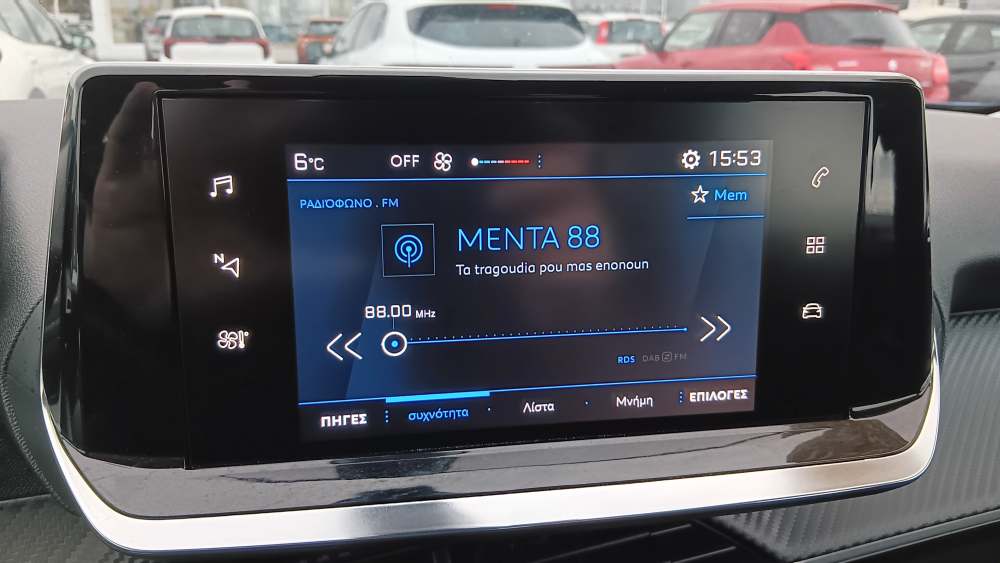 6°C OFF 15:53
Mem
ΡΑΔΙΌΦΩΝΟ . FM
MENTA 88
Ta tragoudia pou mas enonoun
88.00 MHz
N
RDS DAB FM
ΠΗΓΕΣ συχνότητα Λίστα Μνήμη ΕΠΙΛΟΓΕΣ